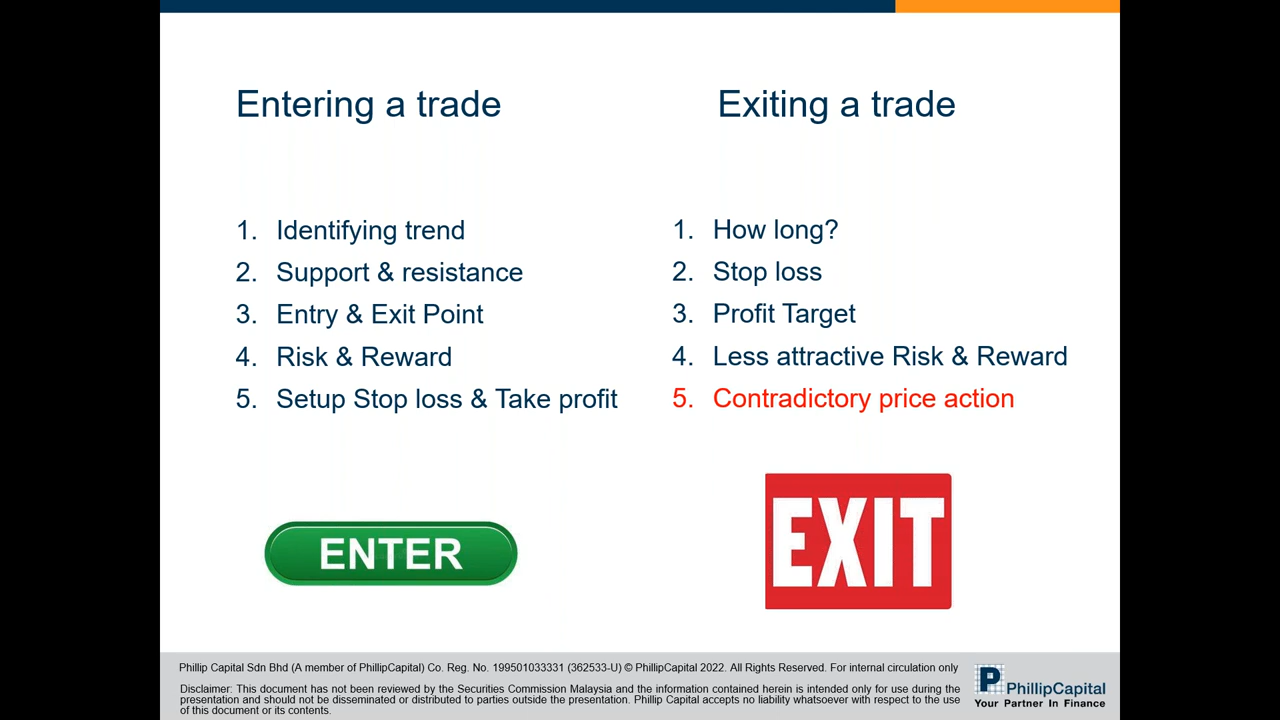 Entering a trade
1. Identifying trend
2. Support & resistance
3. Entry & Exit Point
4. Risk & Reward
5. Setup Stop loss & Take profit
ENTER
Exiting a trade
1. How long?
2. Stop loss
3. Profit Target
4. Less attractive Risk & Reward
5. Contradictory price action
EXIT
Phillip Capital Sdn Bhd (A member of PhillipCapital) Co. Reg. No. 199501033331 (362533-U) © PhillipCapital 2022. All Rights Reserved. For internal circulation only
Disclaimer: This document has not been reviewed by the Securities Commission Malaysia and the information contained herein is intended only for use during the
presentation and should not be disseminated or distributed to parties outside the presentation. Phillip Capital accepts no liability whatsoever with respect to the use
of this document or its contents.
P
PhillipCapital
Your Partner In Finance